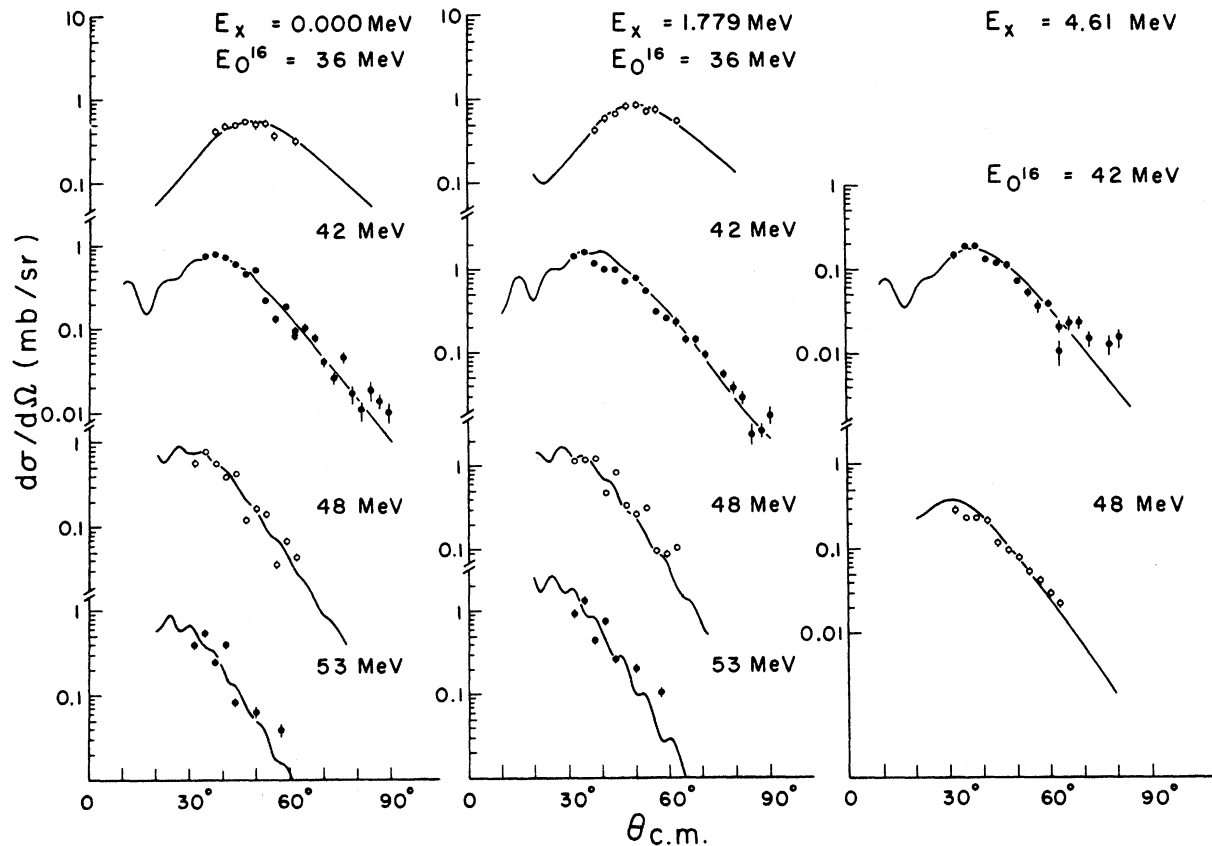 dσ/dΩ (mb/sr)
E_x = 0.000 MeV
E_O^16 = 36 MeV
10
1
0.1
42 MeV
1
0.1
0.01
48 MeV
1
0.1
53 MeV
1
0.1
0 30° 60° 90°
E_x = 1.779 MeV
E_O^16 = 36 MeV
10
1
0.1
42 MeV
1
0.1
48 MeV
1
0.1
53 MeV
1
0.1
0 30° 60° 90°
E_x = 4.61 MeV
E_O^16 = 42 MeV
1
0.1
0.01
48 MeV
1
0.1
0.01
0 30° 60° 90°
θc.m.